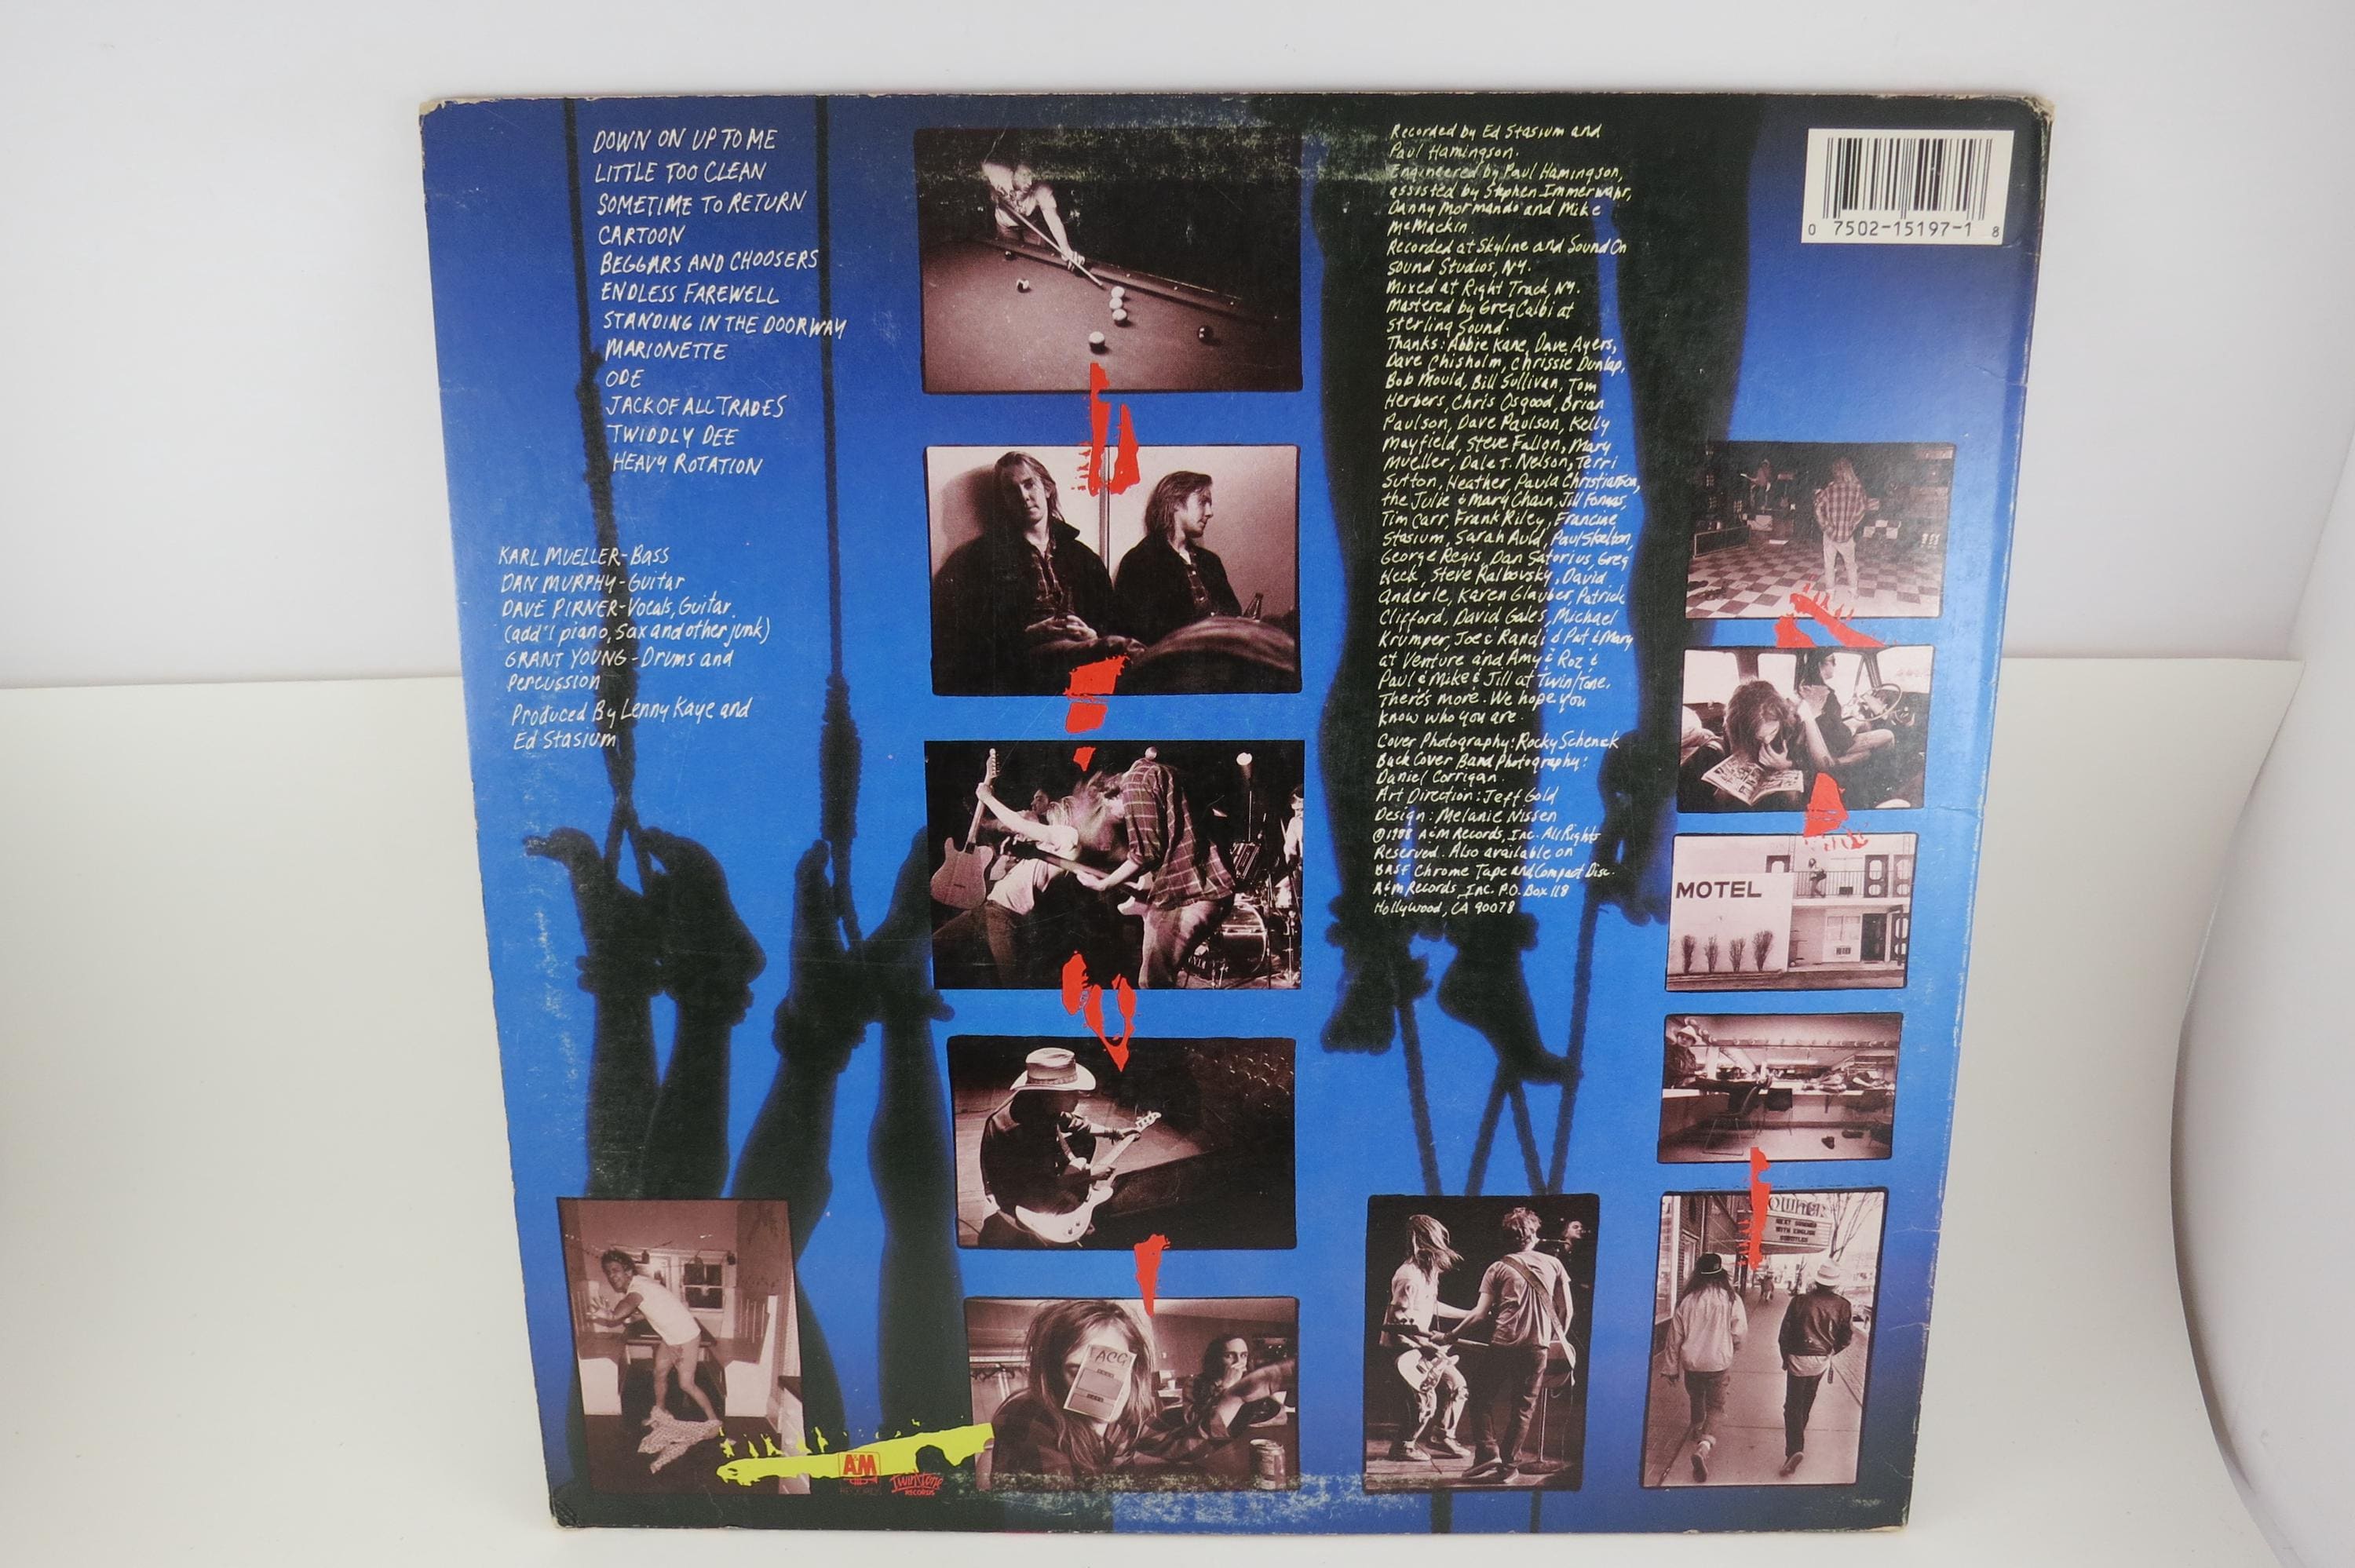 DOWN ON UP TO ME
LITTLE TOO CLEAN
SOMETIME TO RETURN
CARTOON
BEGGARS AND CHOOSERS
ENDLESS FAREWELL
STANDING IN THE DOORWAY
MARIONETTE
ODE
JACK OF ALL TRADES
TWIDDLY DEE
HEAVY ROTATION
KARL MUELLER-Bass
DAN MURPHY-Guitar
DAVE PIRNER-Vocals, Guitar.
(add'l piano, Sax and other junk)
GRANT YOUNG-Drums and
Percussion
Produced By Lenny Kaye and
Ed Stasium
Recorded by Ed Stasium and
Paul Hamingson.
Engineered by Paul Hamingson,
assisted by Stephen Immerwahr,
Danny Mormando and Mike
McMackin.
Recorded at Skyline and Sound On
Sound Studios, NY.
Mixed at Right Track, NY.
Mastered by Greg Calbi at
Sterling Sound.
Thanks: Abbie Kane, Dave Ayers,
Dave Chisholm, Chrissie Dunlap,
Bob Mould, Bill Sullivan, Tom
Herbers, Chris Osgood, Brian
Paulson, Dave Paulson, Kelly
Mayfield, Steve Fallon, Mary
Mueller, Dale T. Nelson, Terri
Sutton, Heather, Paula Christianson,
the Julie & Mary Chain, Jill Fonaas,
Tim Carr, Frank Riley, Francine
Stasium, Sarah Auld, Paul Skelton,
George Regis, Dan Satorius, Greg
Heck, Steve Ralbovsky, David
Anderle, Karen Glauber, Patrick
Clifford, David Gales, Michael
Krumper, Joe & Randi & Pat & Mary
at Venture and Amy & Roz &
Paul & Mike & Jill at Twin/Tone.
There's more. We hope you
know who you are.
Cover Photography: Rocky Schenck
Back Cover Band Photography:
Daniel Corrigan.
Art Direction: Jeff Gold
Design: Melanie Nissen
©1988 A&M Records, Inc. All Rights
Reserved. Also available on
BASF Chrome Tape and Compact Disc.
A&M Records, Inc. P.O. Box 118
Hollywood, CA 90078
0 7502-15197-1 8
MOTEL
NEXT SUMMER
WITH ENGLISH
SUBTITLES
TACO
A&M
RECORDS
Twin/Tone
RECORDS